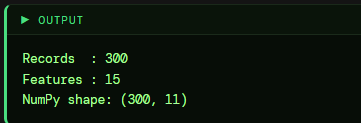 ▶ OUTPUT
Records  : 300
Features : 15
NumPy shape: (300, 11)